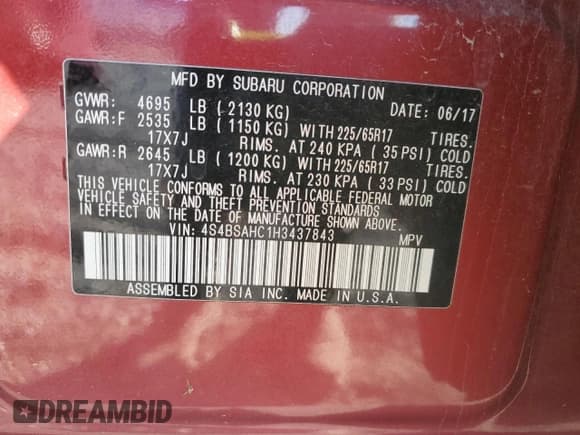 MFD BY SUBARU CORPORATION
GVWR: 4695 LB ( 2130 KG) DATE: 06/17
GAWR:F 2535 LB ( 1150 KG) WITH 225/65R17 TIRES.
17X7J RIMS. AT 240 KPA ( 35 PSI) COLD
GAWR:R 2645 LB ( 1200 KG) WITH 225/65R17 TIRES.
17X7J RIMS. AT 230 KPA ( 33 PSI) COLD
THIS VEHICLE CONFORMS TO ALL APPLICABLE FEDERAL MOTOR
VEHICLE SAFETY AND THEFT PREVENTION STANDARDS
IN EFFECT ON THE DATE OF MANUFACTURE SHOWN ABOVE.
VIN: 4S4BSAHC1H3437843 MPV
ASSEMBLED BY SIA INC. MADE IN U.S.A.
DREAMBID